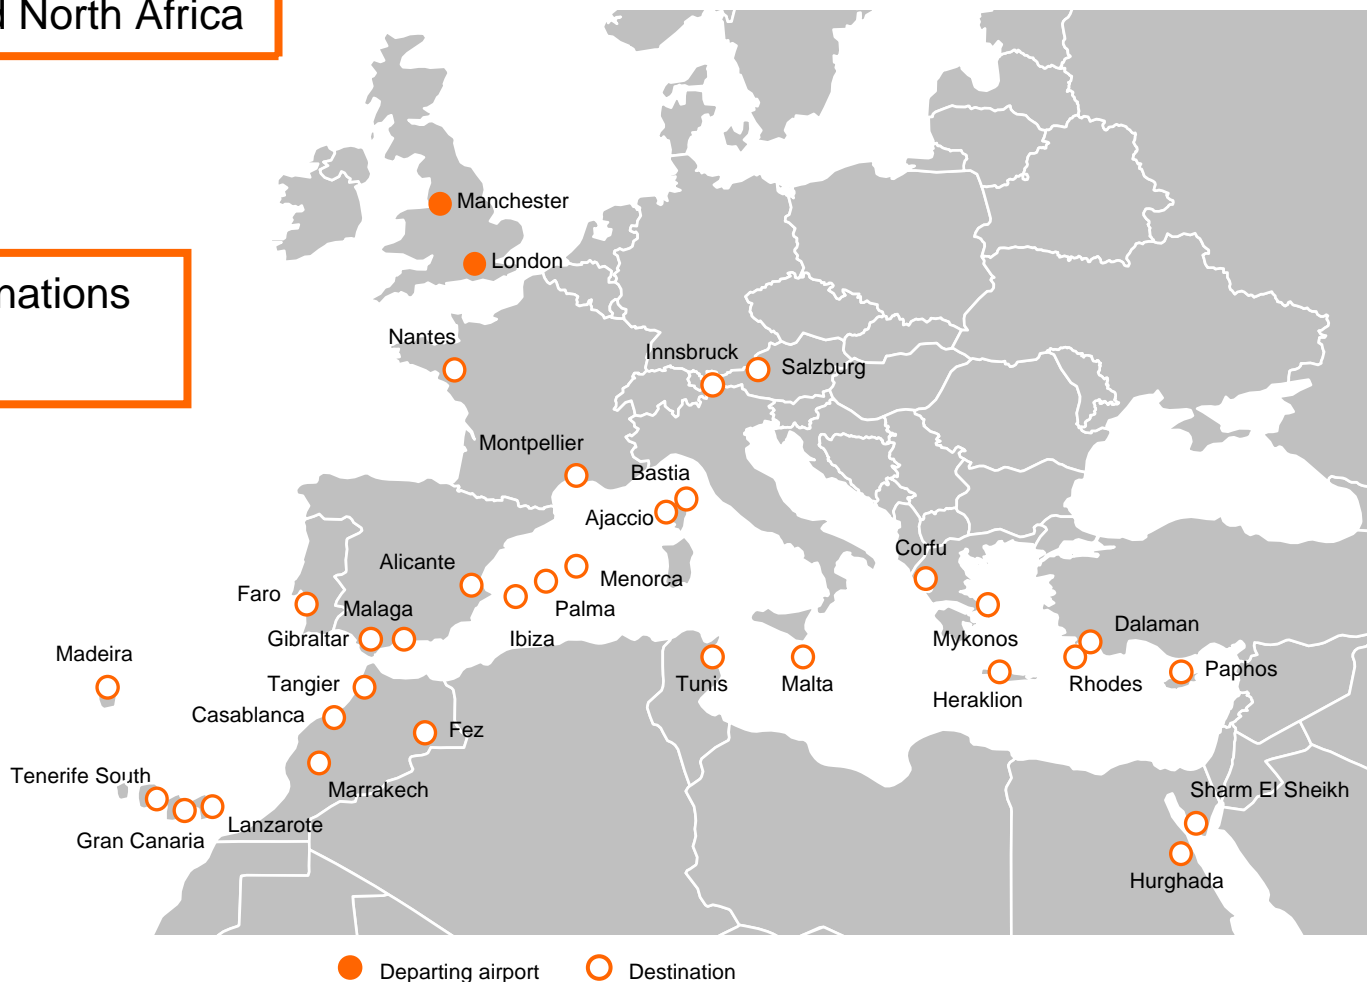 North Africa
Manchester
London
Nantes
Innsbruck
Salzburg
Montpellier
Bastia
Ajaccio
Corfu
Alicante
Menorca
Faro
Malaga
Palma
Gibraltar
Ibiza
Mykonos
Dalaman
Madeira
Tangier
Tunis
Malta
Heraklion
Rhodes
Paphos
Casablanca
Fez
Tenerife South
Marrakech
Sharm El Sheikh
Lanzarote
Gran Canaria
Hurghada
Departing airport
Destination